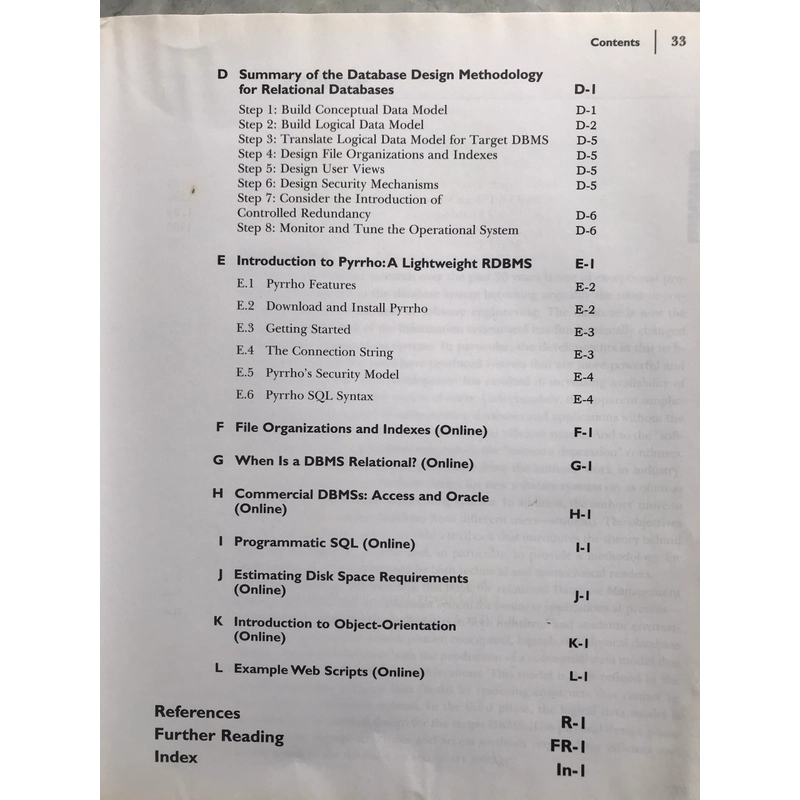 Contents | 33
D Summary of the Database Design Methodology
for Relational Databases D-1
Step 1: Build Conceptual Data Model D-1
Step 2: Build Logical Data Model D-2
Step 3: Translate Logical Data Model for Target DBMS D-5
Step 4: Design File Organizations and Indexes D-5
Step 5: Design User Views D-5
Step 6: Design Security Mechanisms D-5
Step 7: Consider the Introduction of
Controlled Redundancy D-6
Step 8: Monitor and Tune the Operational System D-6
E Introduction to Pyrrho: A Lightweight RDBMS E-1
E.1 Pyrrho Features E-2
E.2 Download and Install Pyrrho E-2
E.3 Getting Started E-3
E.4 The Connection String E-3
E.5 Pyrrho's Security Model E-4
E.6 Pyrrho SQL Syntax E-4
F File Organizations and Indexes (Online) F-1
G When Is a DBMS Relational? (Online) G-1
H Commercial DBMSs: Access and Oracle
(Online) H-1
I Programmatic SQL (Online) I-1
J Estimating Disk Space Requirements
(Online) J-1
K Introduction to Object-Orientation
(Online) K-1
L Example Web Scripts (Online) L-1
References R-1
Further Reading FR-1
Index In-1